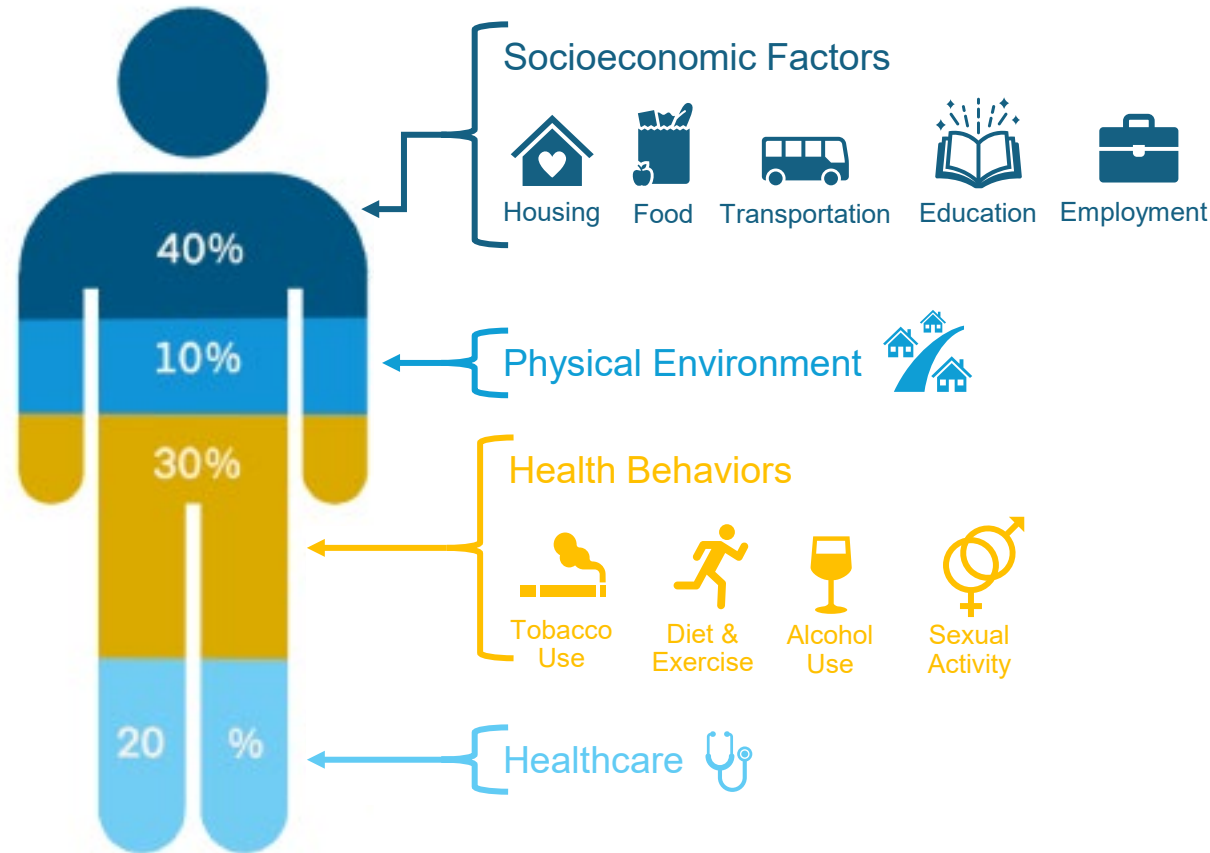 Socioeconomic Factors
Housing Food Transportation Education Employment
40%
10%
Physical Environment
30%
Health Behaviors
Tobacco Use
Diet & Exercise
Alcohol Use
Sexual Activity
20 %
Healthcare